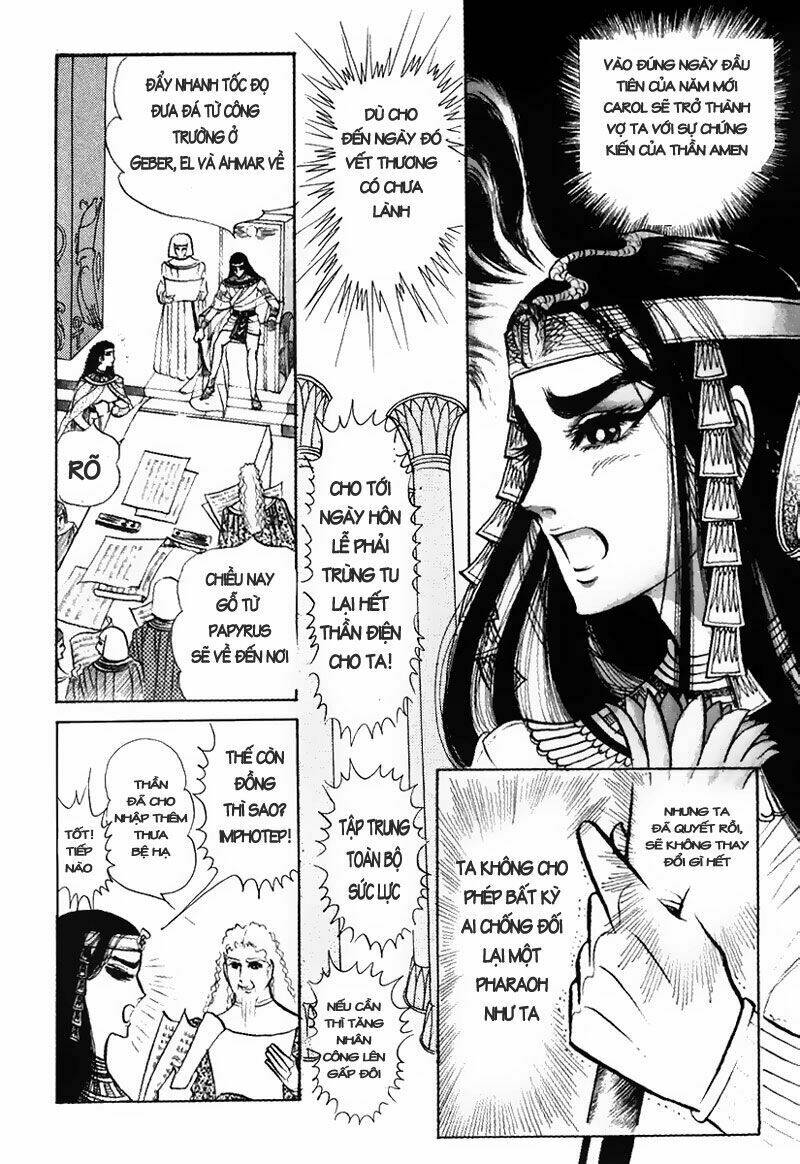 VÀO ĐÚNG NGÀY ĐẦU
TIÊN CỦA NĂM MỚI
CAROL SẼ TRỞ THÀNH
VỢ TA VỚI SỰ CHỨNG
KIẾN CỦA THẦN AMEN
DÙ CHO
ĐẾN NGÀY ĐÓ
VẾT THƯƠNG
CÓ CHƯA
LÀNH
NHƯNG TA
ĐÃ QUYẾT RỒI,
SẼ KHÔNG THAY
ĐỔI GÌ HẾT
TA KHÔNG CHO
PHÉP BẤT KỲ
AI CHỐNG ĐỐI
LẠI MỘT
PHARAOH
NHƯ TA
CHO TỚI
NGÀY HÔN
LỄ PHẢI
TRÙNG TU
LẠI HẾT
THẦN ĐIỆN
CHO TA!
TẬP TRUNG
TOÀN BỘ
SỨC LỰC
NẾU CẦN
THÌ TĂNG
NHÂN
CÔNG LÊN
GẤP ĐÔI
ĐẨY NHANH TỐC ĐỘ
ĐƯA ĐÁ TỪ CÔNG
TRƯỜNG Ở
GEBER, EL VÀ AHMAR VỀ
RÕ
CHIỀU NAY
GỖ TỪ
PAPYRUS
SẼ VỀ ĐẾN NƠI
THẾ CÒN
ĐỒNG
THÌ SAO?
IMPHOTEP!
THẦN
ĐÃ CHO
NHẬP THÊM
THƯA
BỆ HẠ
TỐT!
TIẾP
NÀO